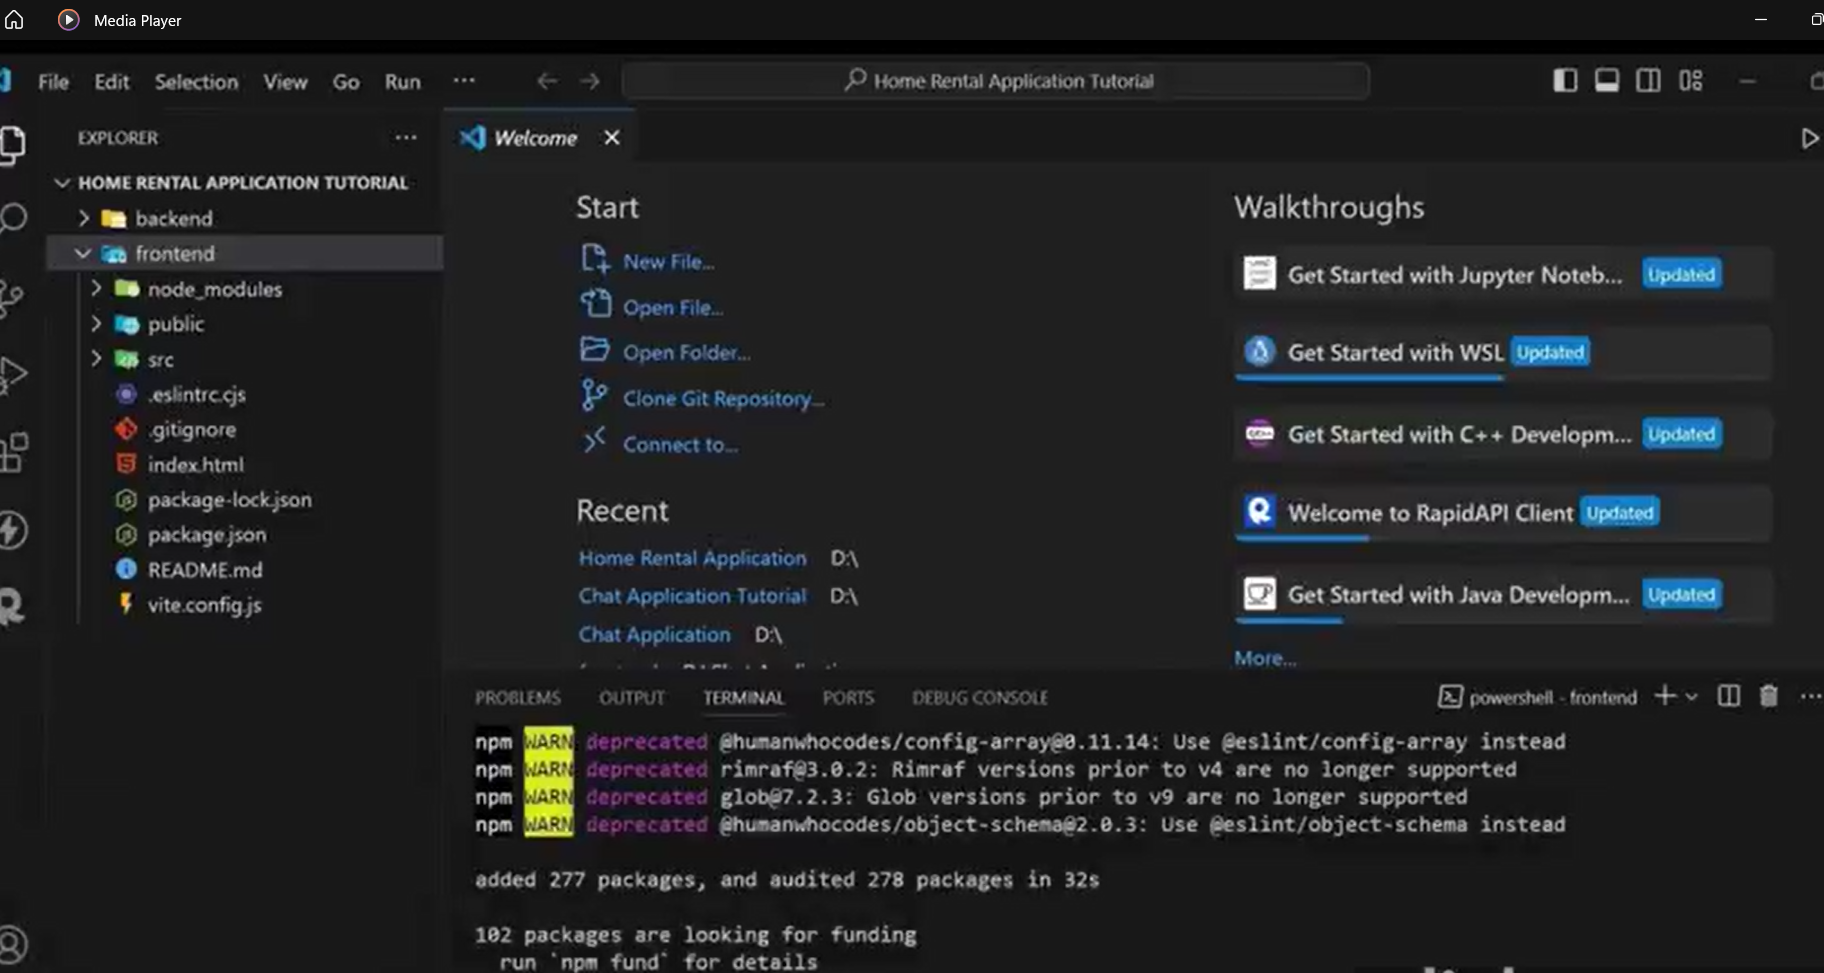 Media Player
File Edit Selection View Go Run ...
Home Rental Application Tutorial
EXPLORER
Welcome
HOME RENTAL APPLICATION TUTORIAL
backend
frontend
node_modules
public
src
.eslintrc.cjs
.gitignore
index.html
package-lock.json
package.json
README.md
vite.config.js
Start
New File...
Open File...
Open Folder...
Clone Git Repository...
Connect to...
Recent
Home Rental Application D:\
Chat Application Tutorial D:\
Chat Application D:\
Walkthroughs
Get Started with Jupyter Noteb... Updated
Get Started with WSL Updated
Get Started with C++ Developm... Updated
Welcome to RapidAPI Client Updated
Get Started with Java Developm... Updated
More...
PROBLEMS OUTPUT TERMINAL PORTS DEBUG CONSOLE
powershell - frontend
npm WARN deprecated @humanwhocodes/config-array@0.11.14: Use @eslint/config-array instead
npm WARN deprecated rimraf@3.0.2: Rimraf versions prior to v4 are no longer supported
npm WARN deprecated glob@7.2.3: Glob versions prior to v9 are no longer supported
npm WARN deprecated @humanwhocodes/object-schema@2.0.3: Use @eslint/object-schema instead
added 277 packages, and audited 278 packages in 32s
102 packages are looking for funding
run `npm fund` for details